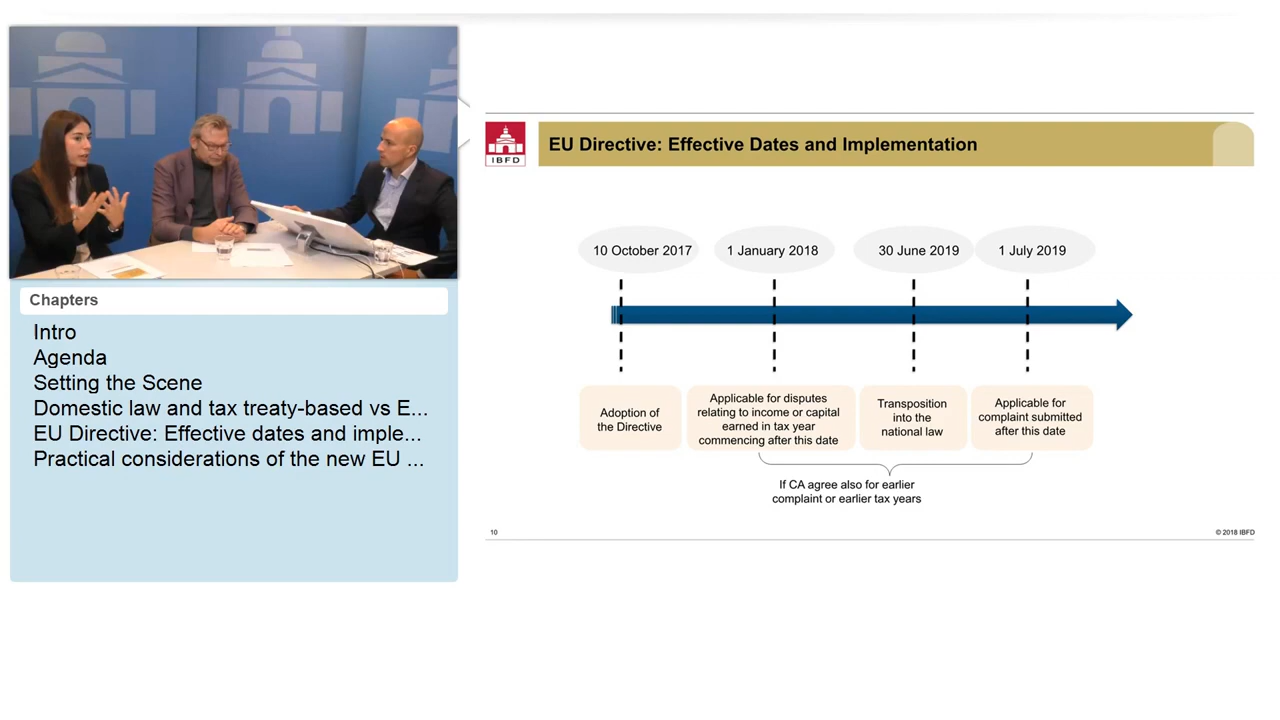 Chapters
Intro
Agenda
Setting the Scene
Domestic law and tax treaty-based vs E...
EU Directive: Effective dates and imple...
Practical considerations of the new EU ...
IBFD
EU Directive: Effective Dates and Implementation
10 October 2017
1 January 2018
30 June 2019
1 July 2019
Adoption of
the Directive
Applicable for disputes
relating to income or capital
earned in tax year
commencing after this date
Transposition
into the
national law
Applicable for
complaint submitted
after this date
If CA agree also for earlier
complaint or earlier tax years
10
© 2018 IBFD